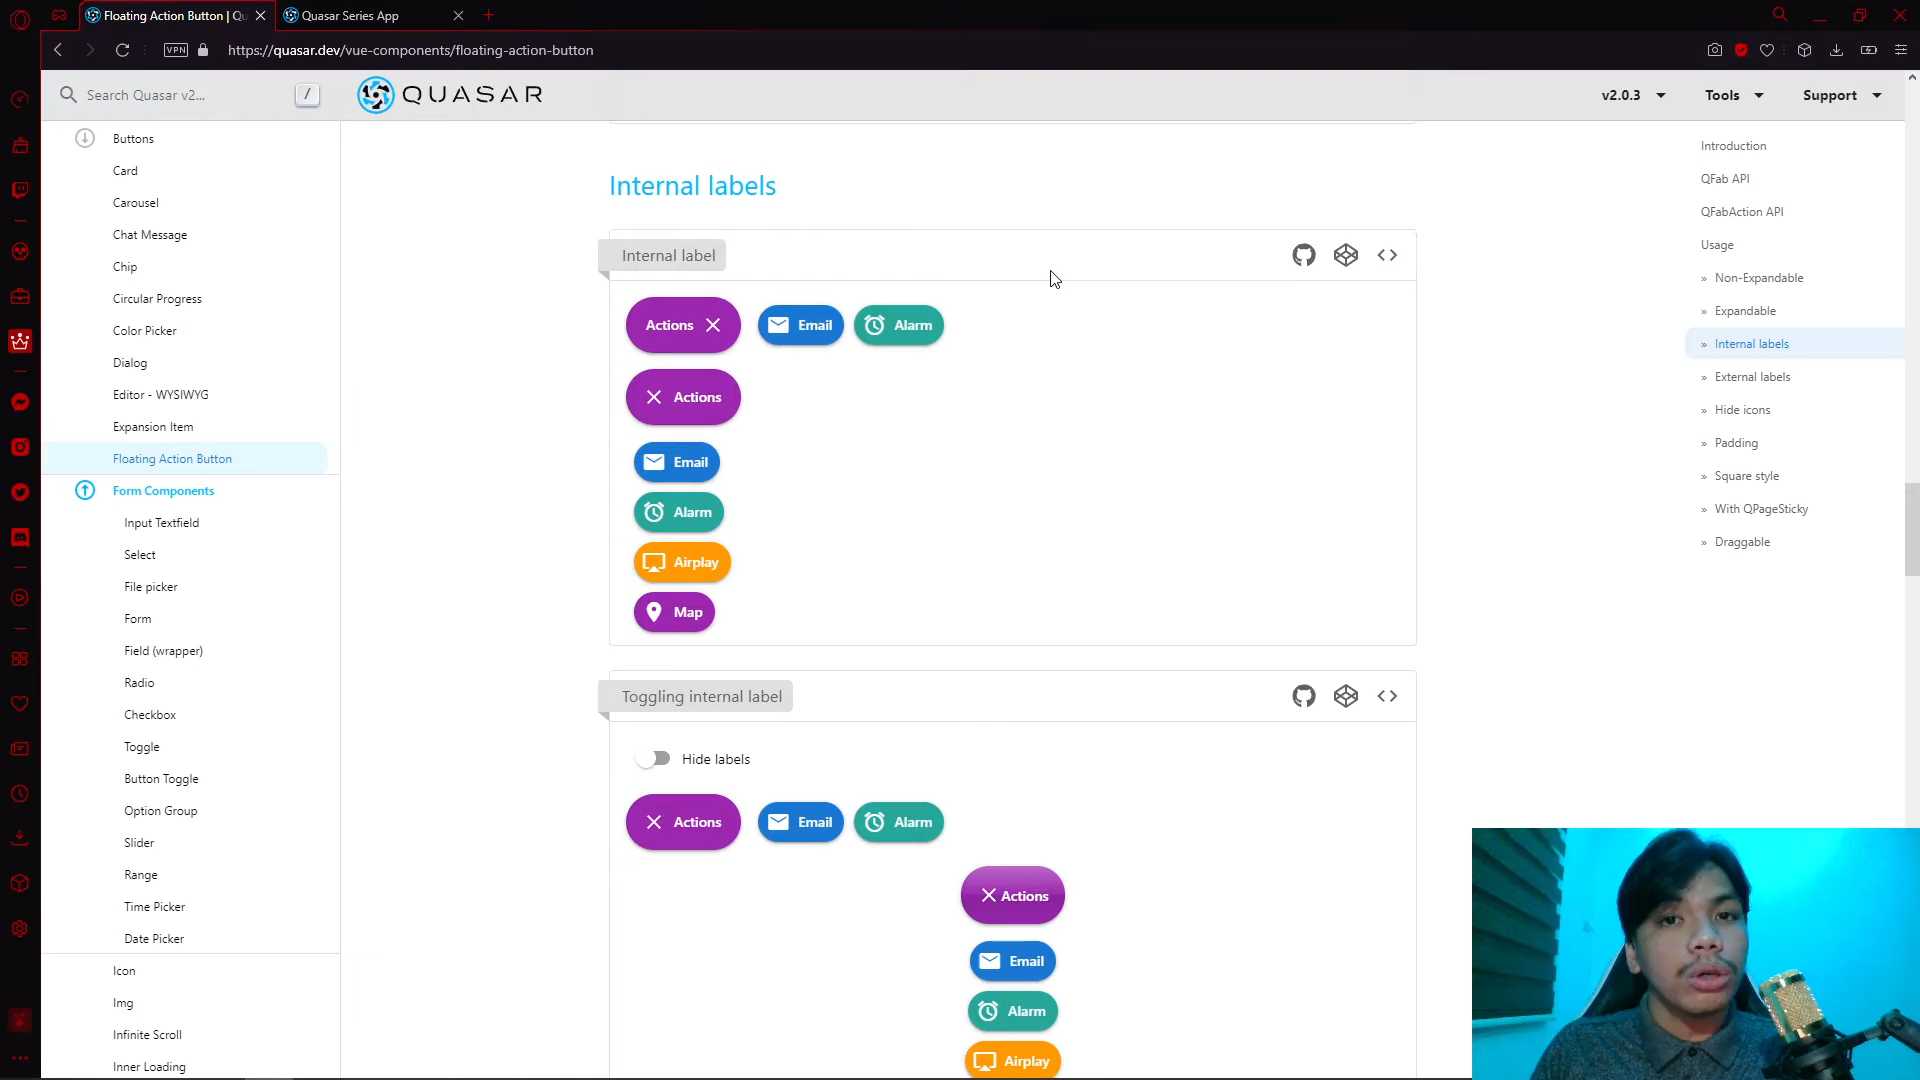 Floating Action Button | Qu
Quasar Series App
VPN
https://quasar.dev/vue-components/floating-action-button
Search Quasar v2...
/
QUASAR
v2.0.3
Tools
Support
Buttons
Card
Carousel
Chat Message
Chip
Circular Progress
Color Picker
Dialog
Editor - WYSIWYG
Expansion Item
Floating Action Button
Form Components
Input Textfield
Select
File picker
Form
Field (wrapper)
Radio
Checkbox
Toggle
Button Toggle
Option Group
Slider
Range
Time Picker
Date Picker
Icon
Img
Infinite Scroll
Inner Loading
Internal labels
Internal label
Actions
Email
Alarm
Actions
Email
Alarm
Airplay
Map
Toggling internal label
Hide labels
Actions
Email
Alarm
Actions
Email
Alarm
Airplay
Introduction
QFab API
QFabAction API
Usage
» Non-Expandable
» Expandable
» Internal labels
» External labels
» Hide icons
» Padding
» Square style
» With QPageSticky
» Draggable